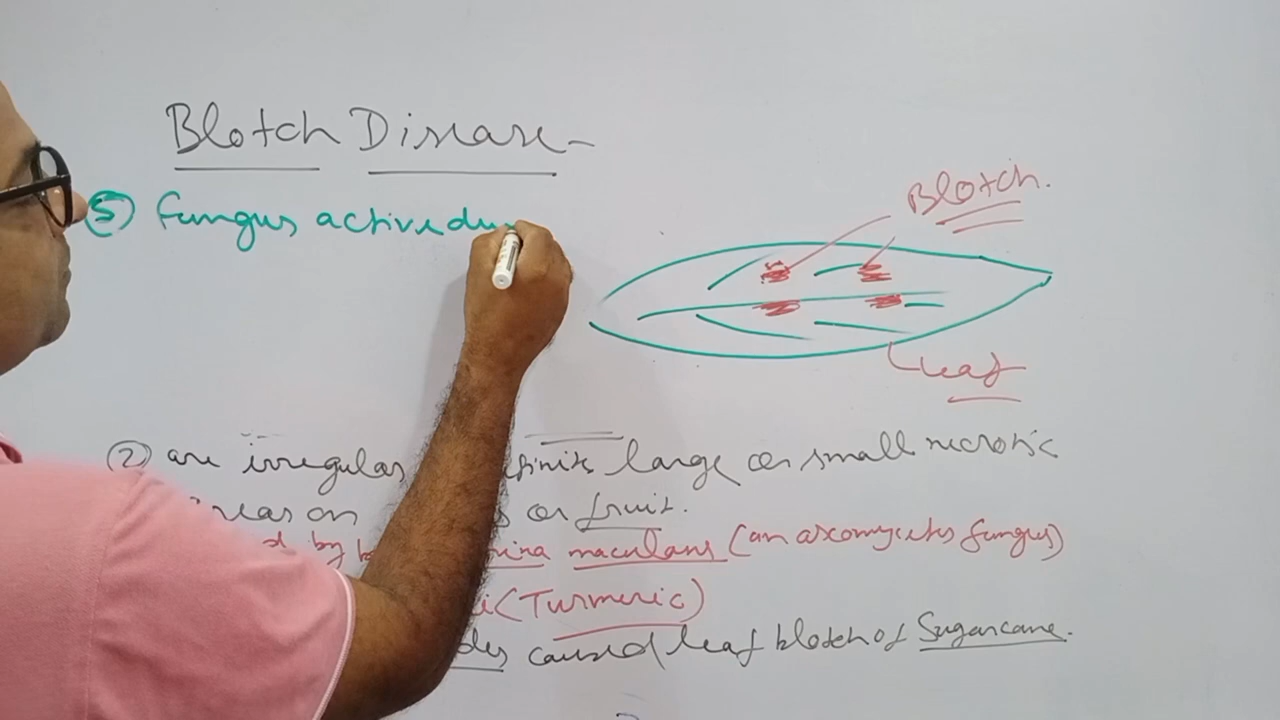 Blotch Disease -
⑤ Fungus active du
Blotch.
Leaf
② are irregular large or small necrotic
on or fruit.
by maculans (an ascomycetes fungus)
(Turmeric)
caused leaf blotch of Sugarcane.